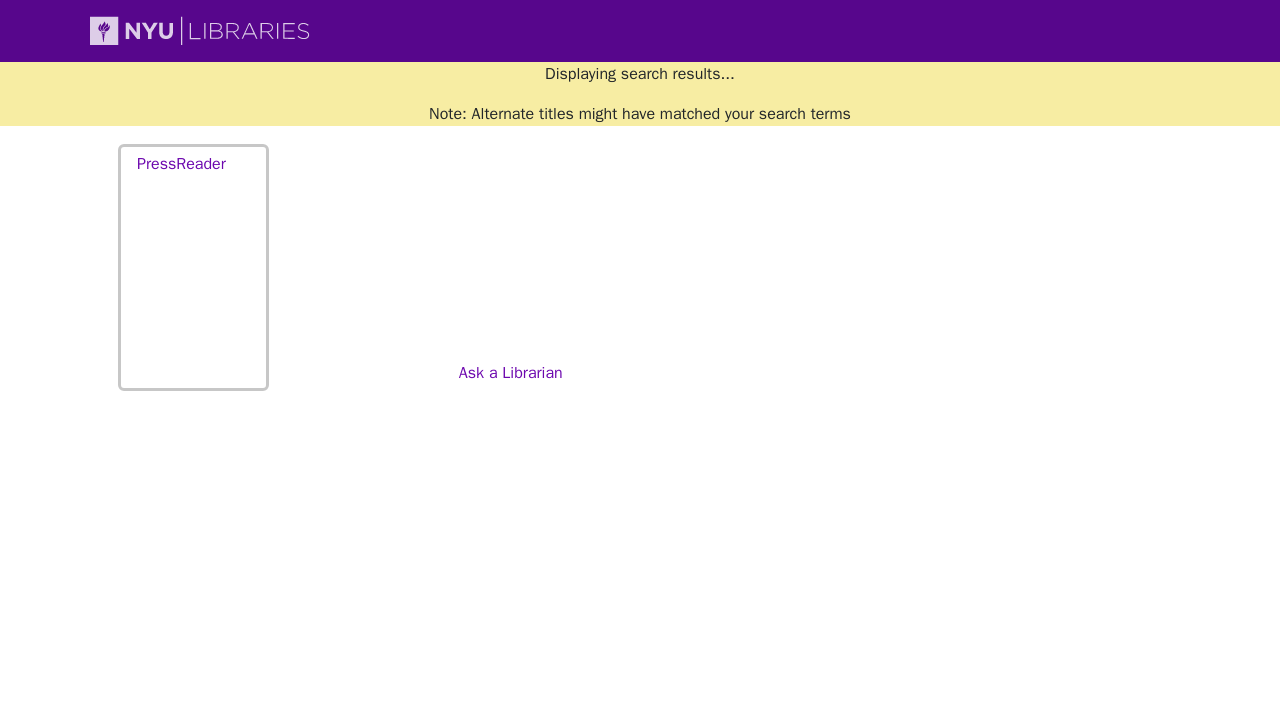 NYU LIBRARIES
Displaying search results...
Note: Alternate titles might have matched your search terms
PressReader
Ask a Librarian